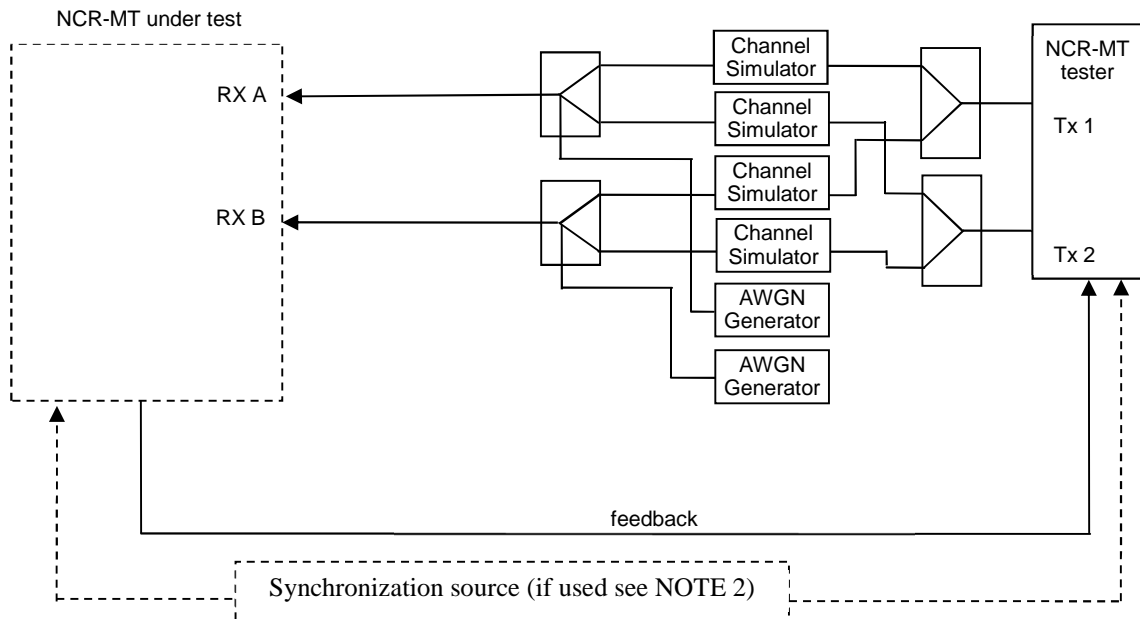 NCR-MT under test
RX A
RX B
Channel
Simulator
Channel
Simulator
Channel
Simulator
Channel
Simulator
AWGN
Generator
AWGN
Generator
NCR-MT
tester
Tx 1
Tx 2
feedback
Synchronization source (if used see NOTE 2)